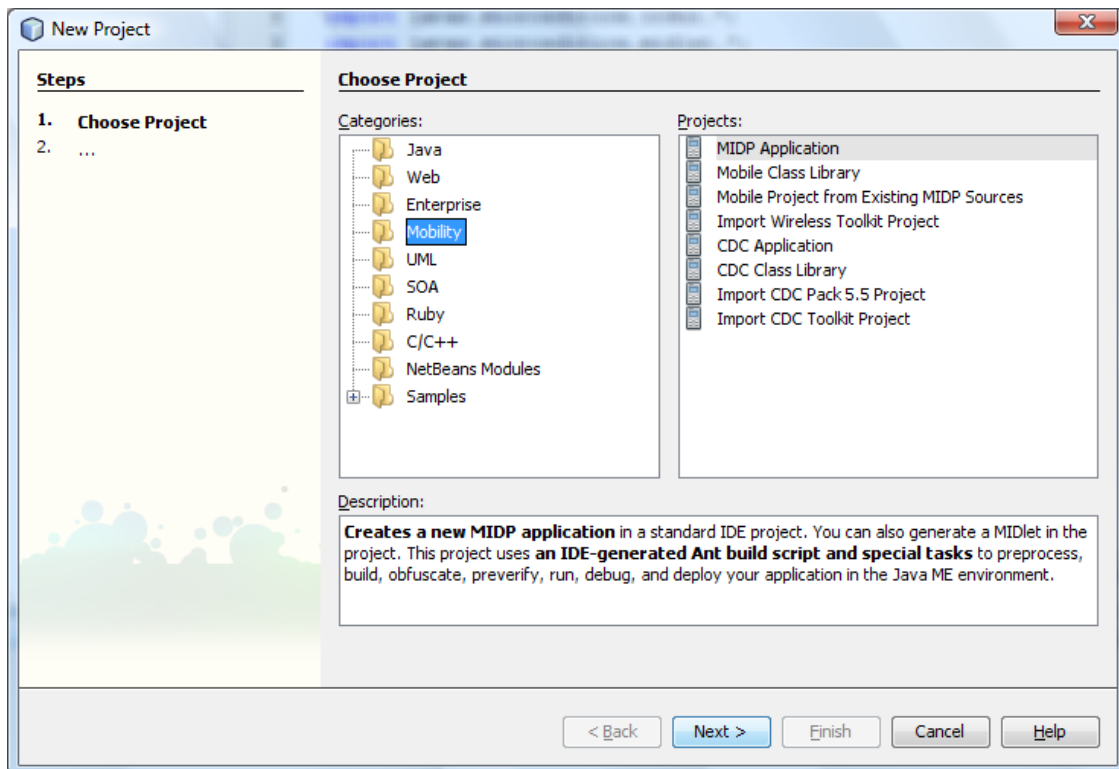 New Project
Steps
1. Choose Project
2. ...
Choose Project
Categories:
Java
Web
Enterprise
Mobility
UML
SOA
Ruby
C/C++
NetBeans Modules
Samples
Projects:
MIDP Application
Mobile Class Library
Mobile Project from Existing MIDP Sources
Import Wireless Toolkit Project
CDC Application
CDC Class Library
Import CDC Pack 5.5 Project
Import CDC Toolkit Project
Description:
Creates a new MIDP application in a standard IDE project. You can also generate a MIDlet in the
project. This project uses an IDE-generated Ant build script and special tasks to preprocess,
build, obfuscate, preverify, run, debug, and deploy your application in the Java ME environment.
< Back
Next >
Finish
Cancel
Help